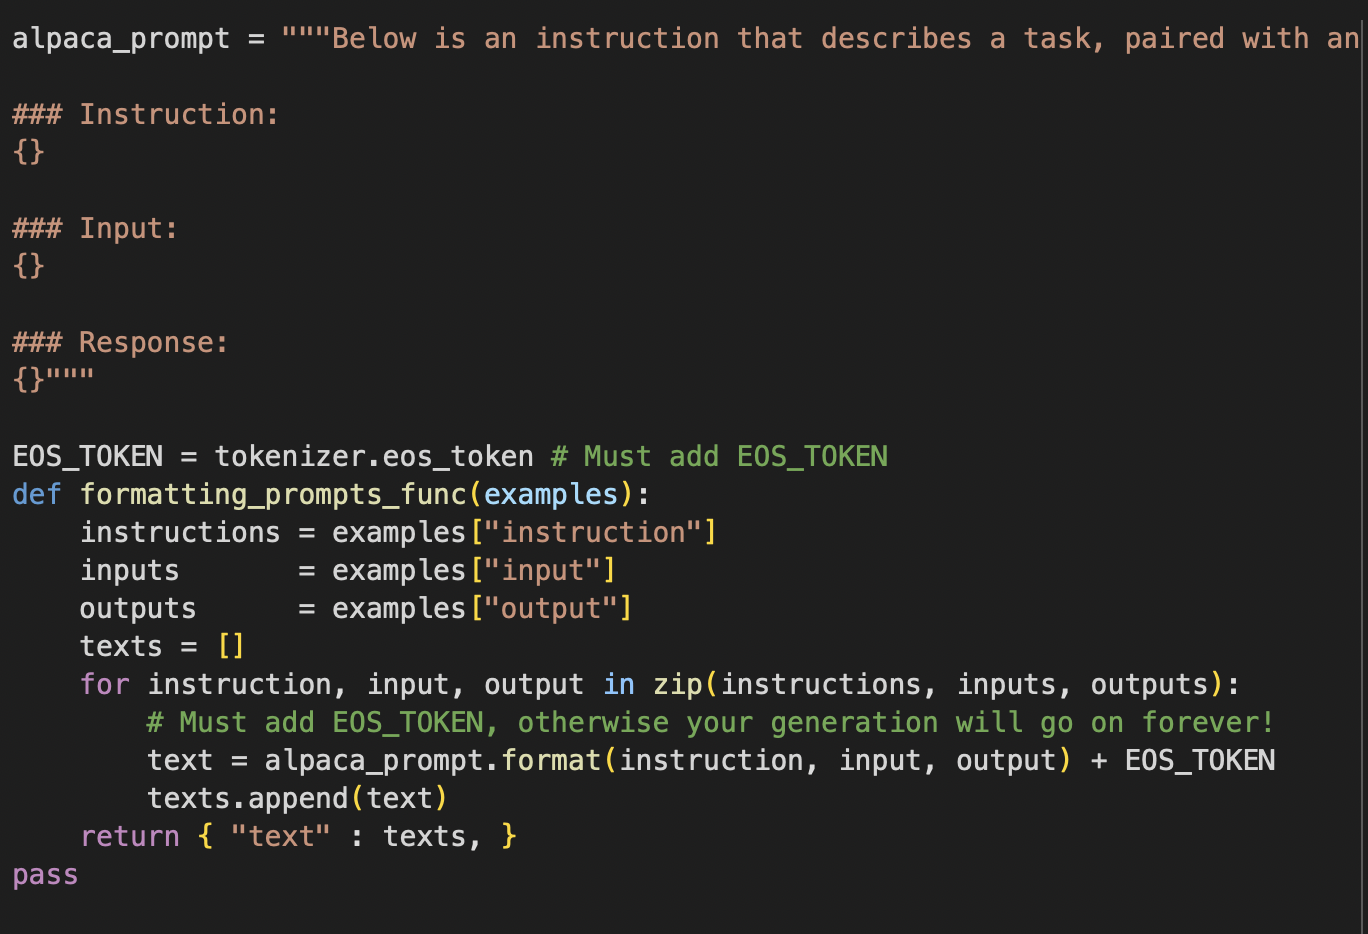 alpaca_prompt = """Below is an instruction that describes a task, paired with an

### Instruction:
{}

### Input:
{}

### Response:
{}"""

EOS_TOKEN = tokenizer.eos_token # Must add EOS_TOKEN
def formatting_prompts_func(examples):
    instructions = examples["instruction"]
    inputs       = examples["input"]
    outputs      = examples["output"]
    texts = []
    for instruction, input, output in zip(instructions, inputs, outputs):
        # Must add EOS_TOKEN, otherwise your generation will go on forever!
        text = alpaca_prompt.format(instruction, input, output) + EOS_TOKEN
        texts.append(text)
    return { "text" : texts, }
pass